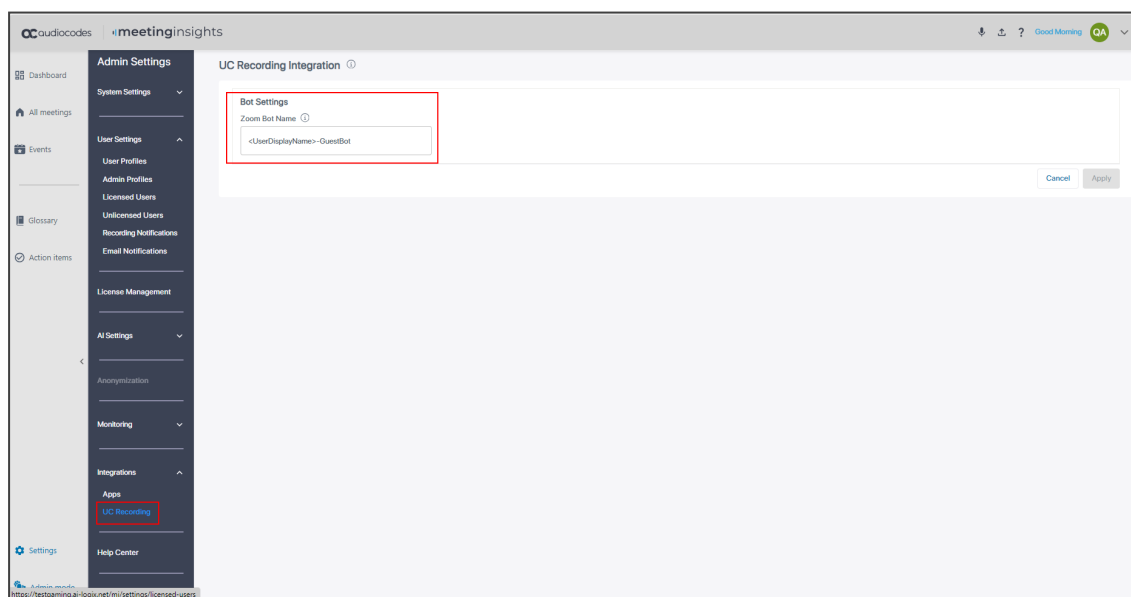 audiocodes meetinginsights
? Good Morning QA
Dashboard
All meetings
Events
Glossary
Action items
Settings
Admin mode
Admin Settings
System Settings
User Settings
User Profiles
Admin Profiles
Licensed Users
Unlicensed Users
Recording Notifications
Email Notifications
License Management
AI Settings
Anonymization
Monitoring
Integrations
Apps
UC Recording
Help Center
UC Recording Integration
Bot Settings
Zoom Bot Name
<UserDisplayName>-GuestBot
Cancel Apply
https://testgaming.ai-logix.net/mi/settings/licensed-users